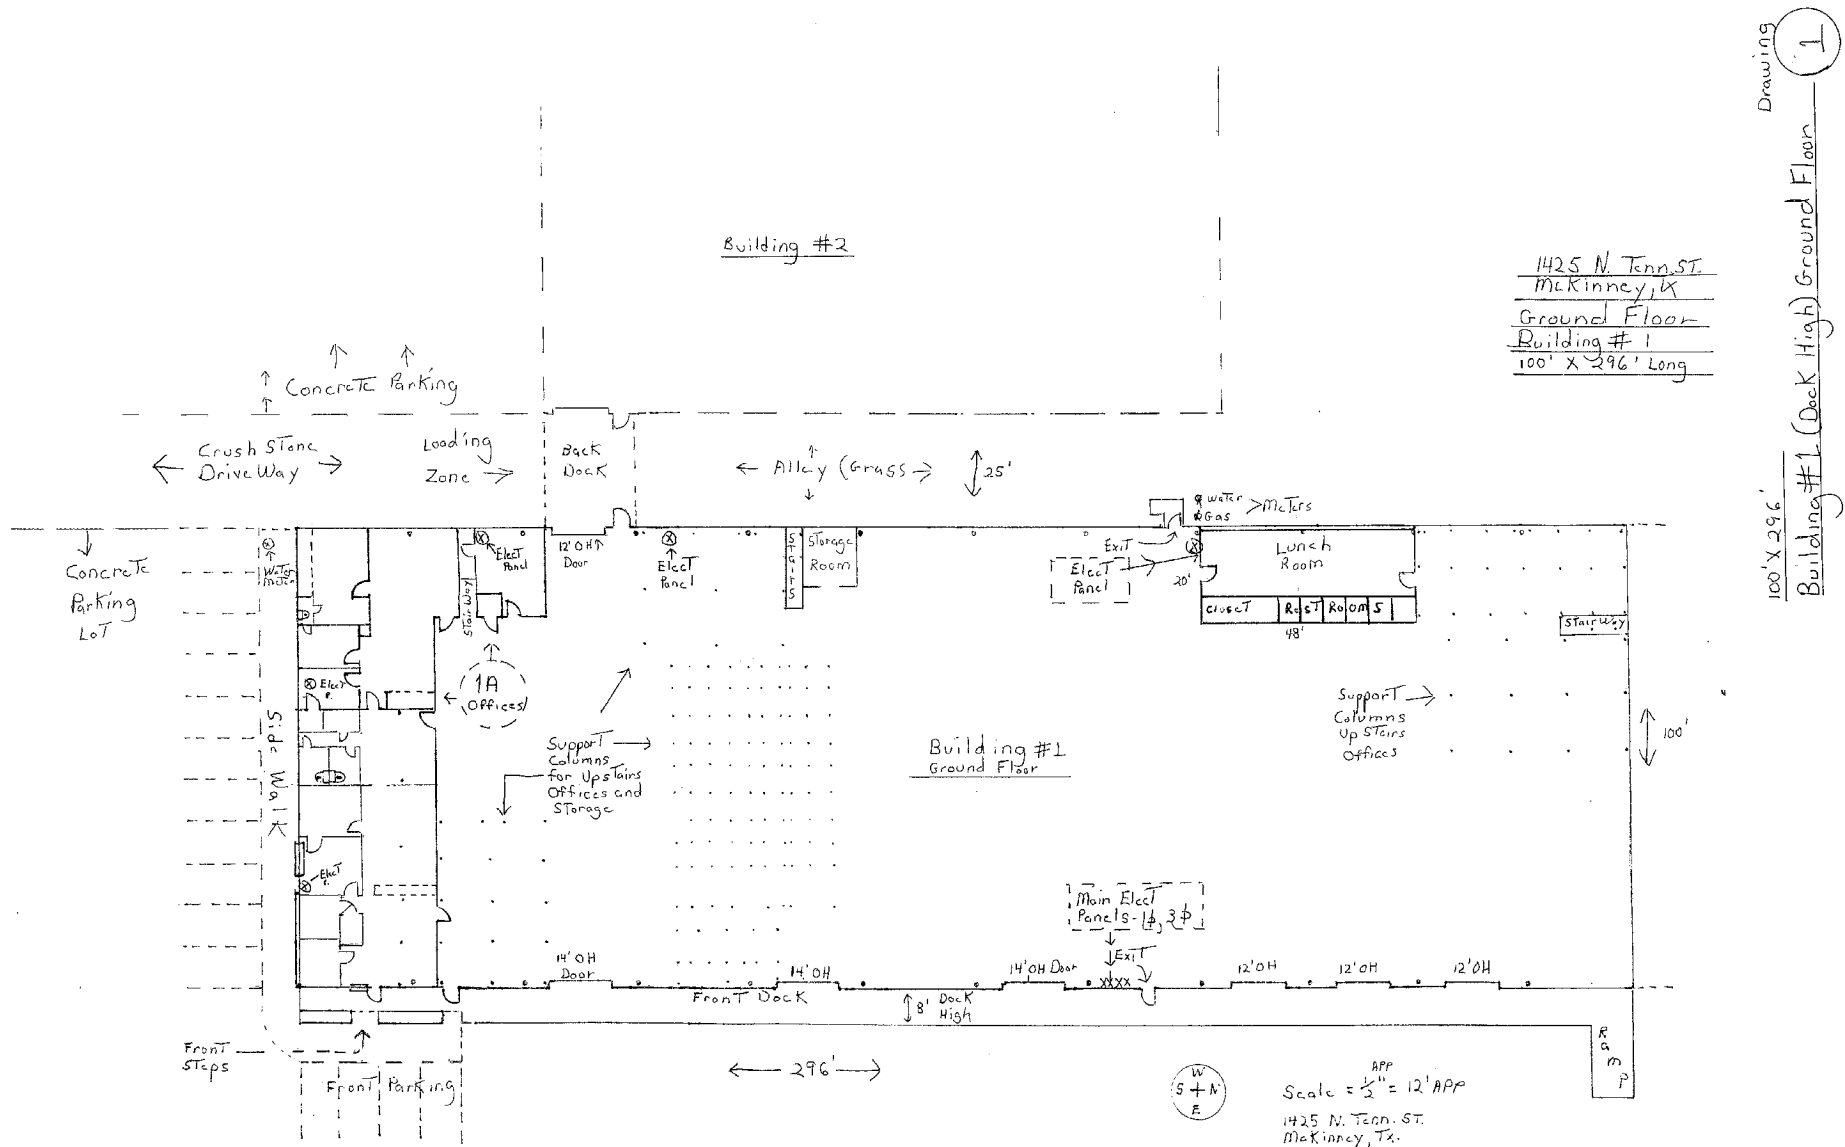 Drawing
1
Building #1 (Dock High) Ground Floor
100' X 296'
Building #2
1425 N. Tenn. ST.
McKinney, TX
Ground Floor
Building # 1
100' X 296' Long
Concrete Parking
Crush Stone
Drive Way
Loading
Zone
Back
Dock
Alley (Grass
25'
Water
Gas
Meters
Concrete
Parking
Lot
Water
Meter
Elect
Panel
12' OH
Door
Elect
Panel
Stairs
Storage
Room
Exit
Elect
Panel
20'
Lunch
Room
Closet
Rest Rooms
48'
Stairway
Stairway
Elect
P.
1A
Offices
Side Walk
Support
Columns
for Upstairs
Offices and
Storage
Building #1
Ground Floor
Support
Columns
Up Stairs
Offices
100'
Elect
P.
Main Elect
Panels-1ϕ, 3ϕ
Exit
XXXX
14' OH
Door
14' OH
14' OH Door
12' OH
12' OH
12' OH
Front Dock
8' Dock
High
Ramp
Front
Steps
Front Parking
296'
W
S + N
E
APP
Scale = 1/2" = 12' APP
1425 N. Tenn. ST.
McKinney, Tx.